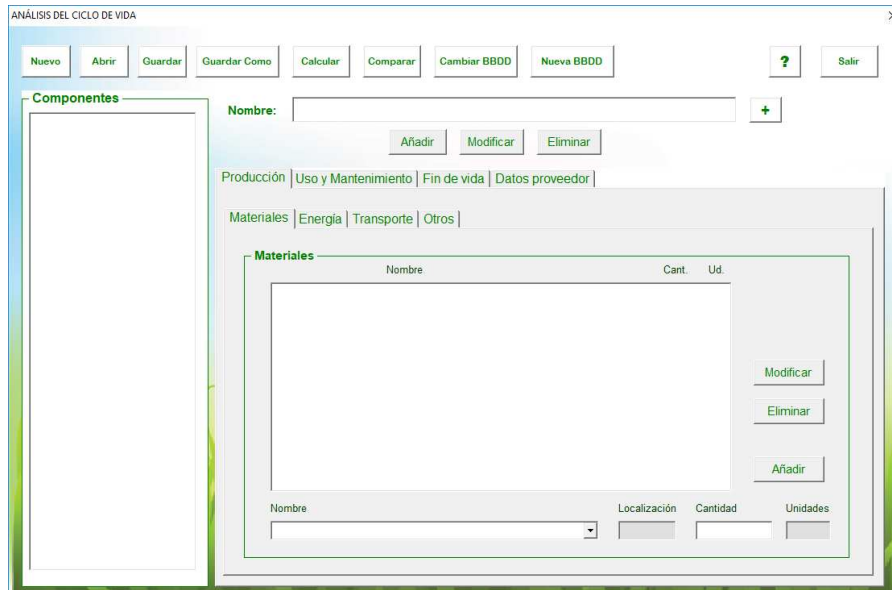 ANÁLISIS DEL CICLO DE VIDA
Nuevo Abrir Guardar Guardar Como Calcular Comparar Cambiar BBDD Nueva BBDD ? Salir
Componentes
Nombre: +
Añadir Modificar Eliminar
Producción Uso y Mantenimiento Fin de vida Datos proveedor
Materiales Energía Transporte Otros
Materiales
Nombre Cant. Ud.
Modificar
Eliminar
Añadir
Nombre Localización Cantidad Unidades